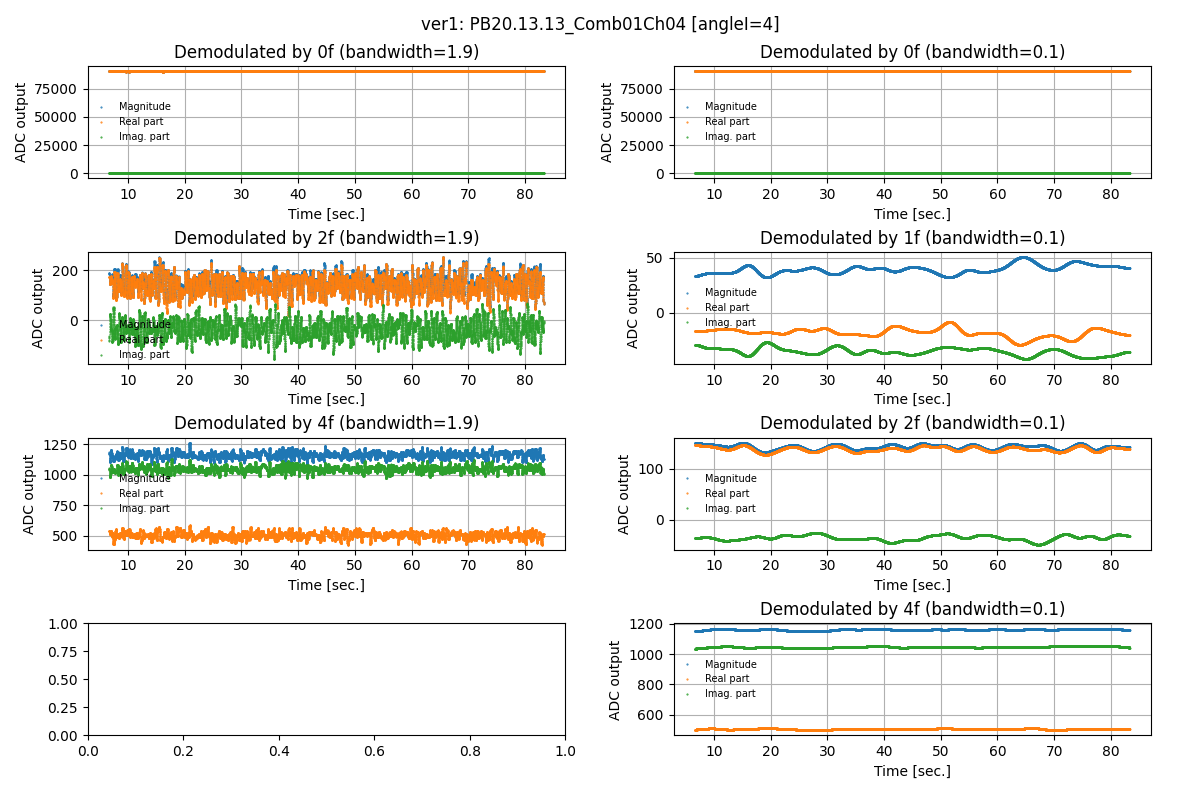 ver1: PB20.13.13_Comb01Ch04 [angleI=4]
Demodulated by 0f (bandwidth=1.9)
ADC output
75000
50000
25000
0
Magnitude
Real part
Imag. part
10 20 30 40 50 60 70 80
Time [sec.]
Demodulated by 0f (bandwidth=0.1)
ADC output
75000
50000
25000
0
Magnitude
Real part
Imag. part
10 20 30 40 50 60 70 80
Time [sec.]
Demodulated by 2f (bandwidth=1.9)
ADC output
200
0
Magnitude
Real part
Imag. part
10 20 30 40 50 60 70 80
Time [sec.]
Demodulated by 1f (bandwidth=0.1)
ADC output
50
0
Magnitude
Real part
Imag. part
10 20 30 40 50 60 70 80
Time [sec.]
Demodulated by 4f (bandwidth=1.9)
ADC output
1250
1000
750
500
Magnitude
Real part
Imag. part
10 20 30 40 50 60 70 80
Time [sec.]
Demodulated by 2f (bandwidth=0.1)
ADC output
100
0
Magnitude
Real part
Imag. part
10 20 30 40 50 60 70 80
Time [sec.]
1.00
0.75
0.50
0.25
0.00
0.0 0.2 0.4 0.6 0.8 1.0
Demodulated by 4f (bandwidth=0.1)
ADC output
1200
1000
800
600
Magnitude
Real part
Imag. part
10 20 30 40 50 60 70 80
Time [sec.]